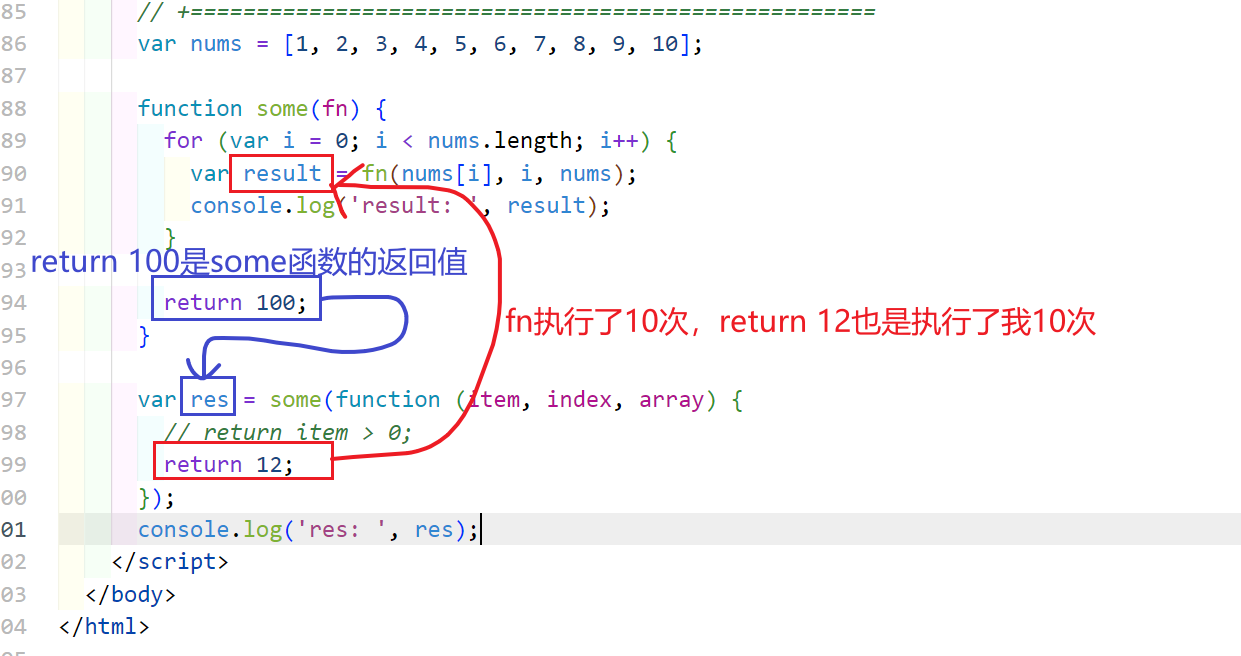 85 // +====================================================
86 var nums = [1, 2, 3, 4, 5, 6, 7, 8, 9, 10];
87
88 function some(fn) {
89 for (var i = 0; i < nums.length; i++) {
90 var result = fn(nums[i], i, nums);
91 console.log('result: ', result);
92 }
93 return 100是some函数的返回值
94 return 100;
fn执行了10次，return 12也是执行了我10次
95 }
96
97 var res = some(function (item, index, array) {
98 // return item > 0;
99 return 12;
00 });
01 console.log('res: ', res);
02 </script>
03 </body>
04 </html>